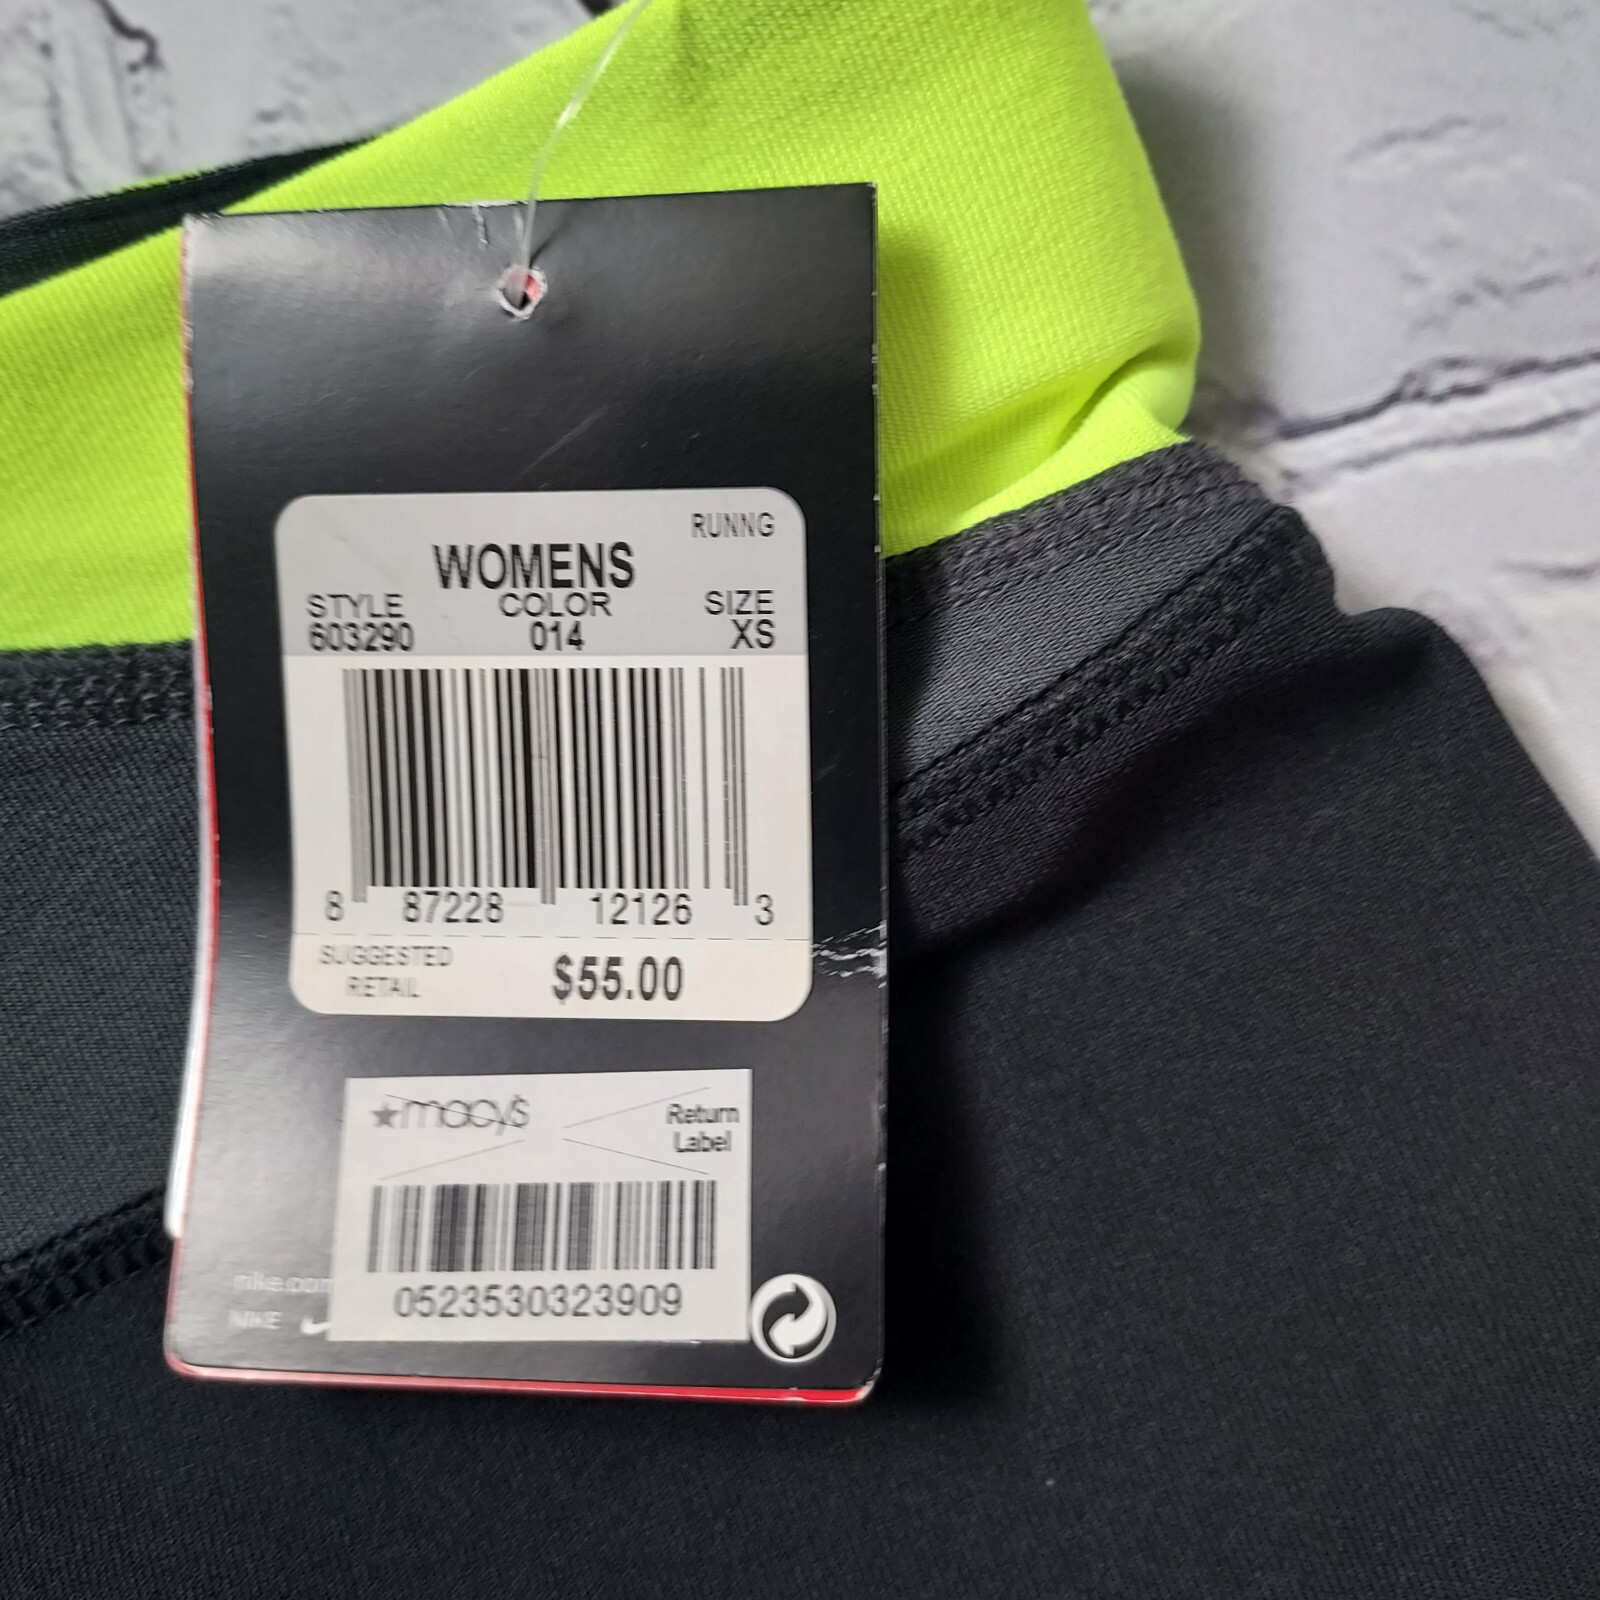 RUNNG
WOMENS
STYLE COLOR SIZE
603290 014 XS
8 87228 12126 3
SUGGESTED
RETAIL $55.00
★macy's Return
Label
0523530323909
nike.com
NIKE